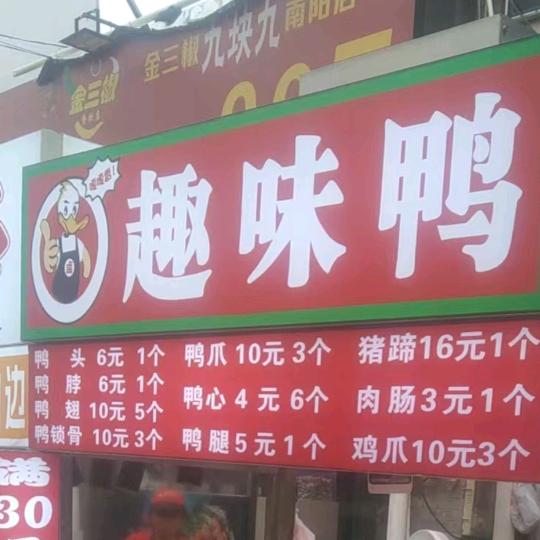 金三椒 九块九 南阳店
金三椒
趣味鸭
鸭头 6元 1个
鸭脖 6元 1个
鸭翅 10元 5个
鸭锁骨 10元 3个
鸭爪 10元 3个
鸭心 4元 6个
鸭腿 5元 1个
猪蹄 16元 1个
肉肠 3元 1个
鸡爪 10元 3个
边
满
30